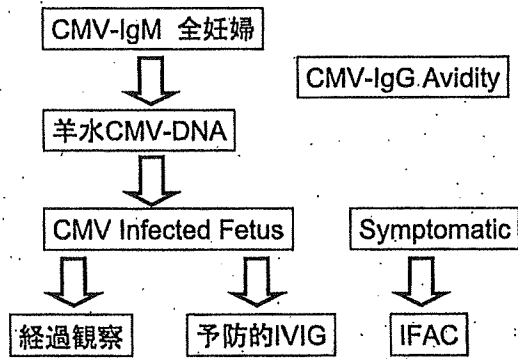 CMV-IgM 全妊婦
CMV-IgG Avidity
羊水CMV-DNA
CMV Infected Fetus
Symptomatic
経過観察
予防的IVIG
IFAC